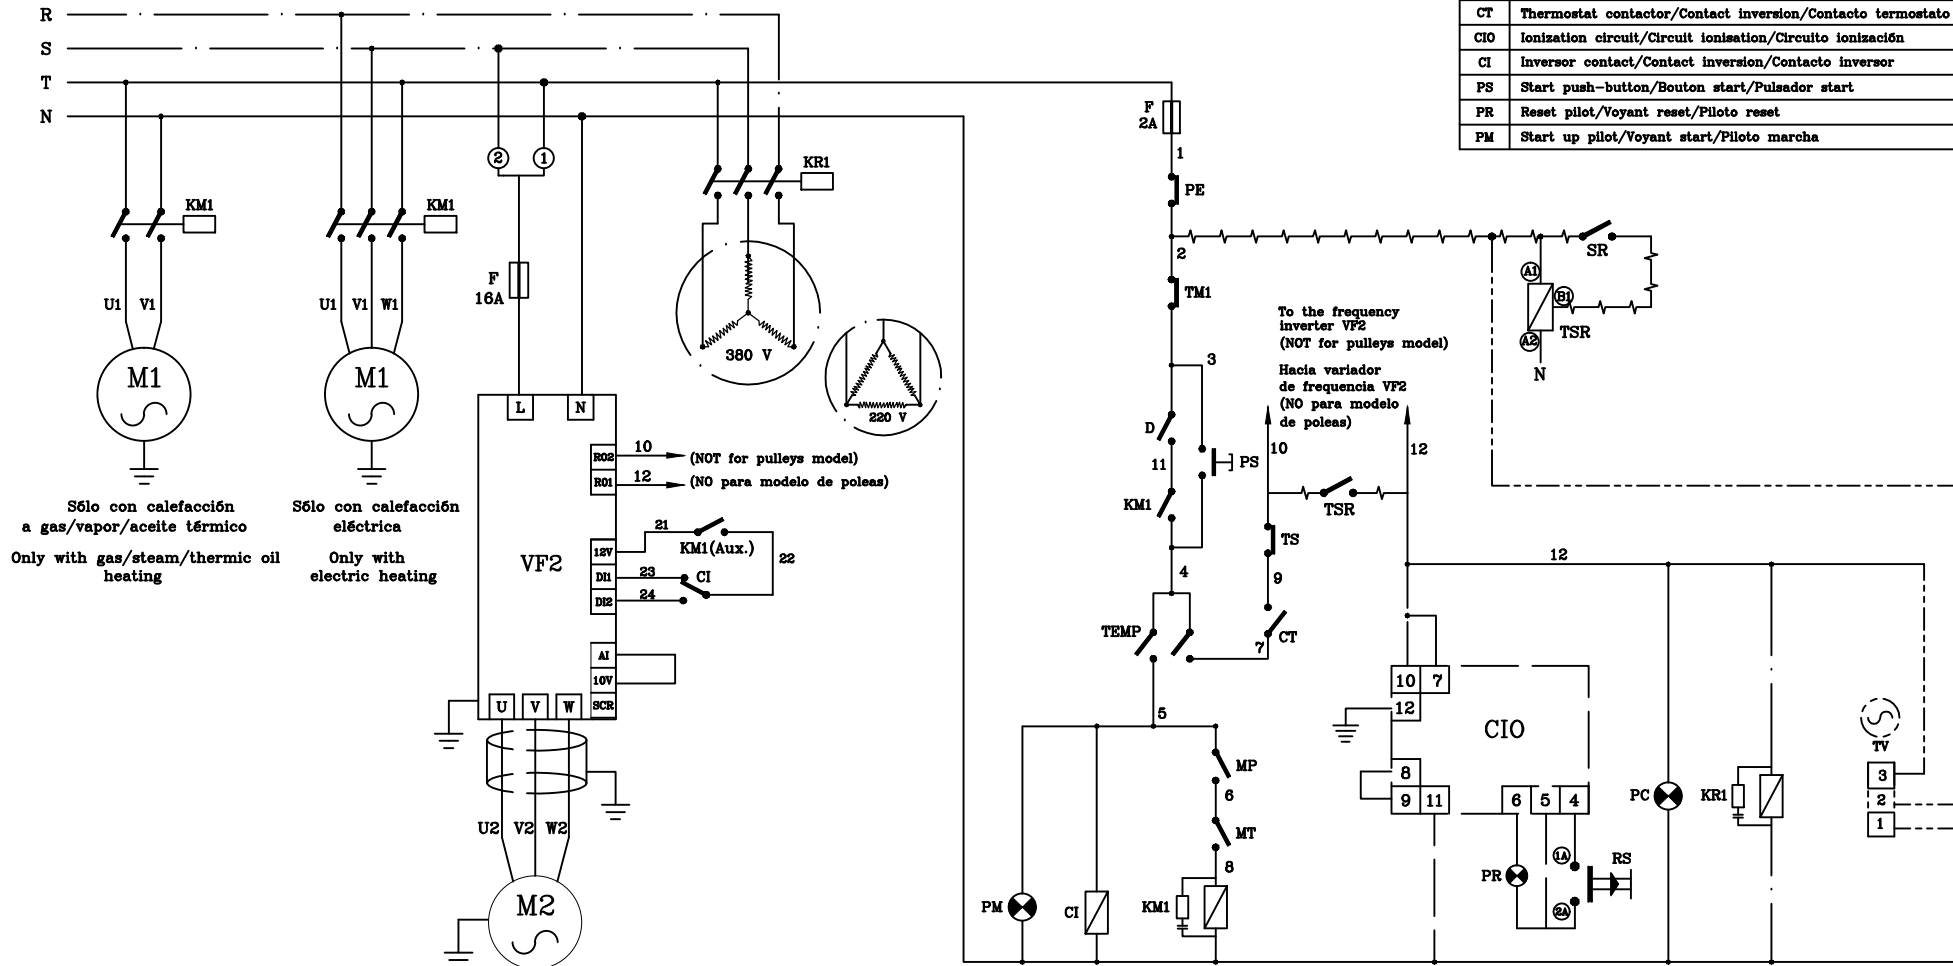 R
S
T
N
CT Thermostat contactor/Contact inversion/Contacto termostato
CIO Ionization circuit/Circuit ionisation/Circuito ionización
CI Inversor contact/Contact inversion/Contacto inversor
PS Start push-button/Bouton start/Pulsador start
PR Reset pilot/Voyant reset/Piloto reset
PM Start up pilot/Voyant start/Piloto marcha
KM1
U1 V1
M1
Sólo con calefacción
a gas/vapor/aceite térmico
Only with gas/steam/thermic oil
heating
KM1
U1 V1 W1
M1
Sólo con calefacción
eléctrica
Only with
electric heating
2 1
F
16A
L N
VF2
RO2
RO1
12V
DI1
DI2
AI
10V
SCR
U V W
10 (NOT for pulleys model)
12 (NO para modelo de poleas)
21
KM1(Aux.)
22
23 CI
24
U2 V2 W2
M2
KR1
380 V
220 V
F
2A
1
PE
2
TM1
3
D
11
PS
KM1
4
TEMP
5
MP
6
MT
8
PM
CI
KM1
To the frequency
inverter VF2
(NOT for pulleys model)
Hacia variador
de frequencia VF2
(NO para modelo
de poleas)
10
12
TSR
TS
9
CT
7
SR
A1
B1
TSR
A2
N
12
10 7
12
CIO
8
9 11
6 5 4
PR
1A
2A
RS
PC
KR1
TV
3
2
1